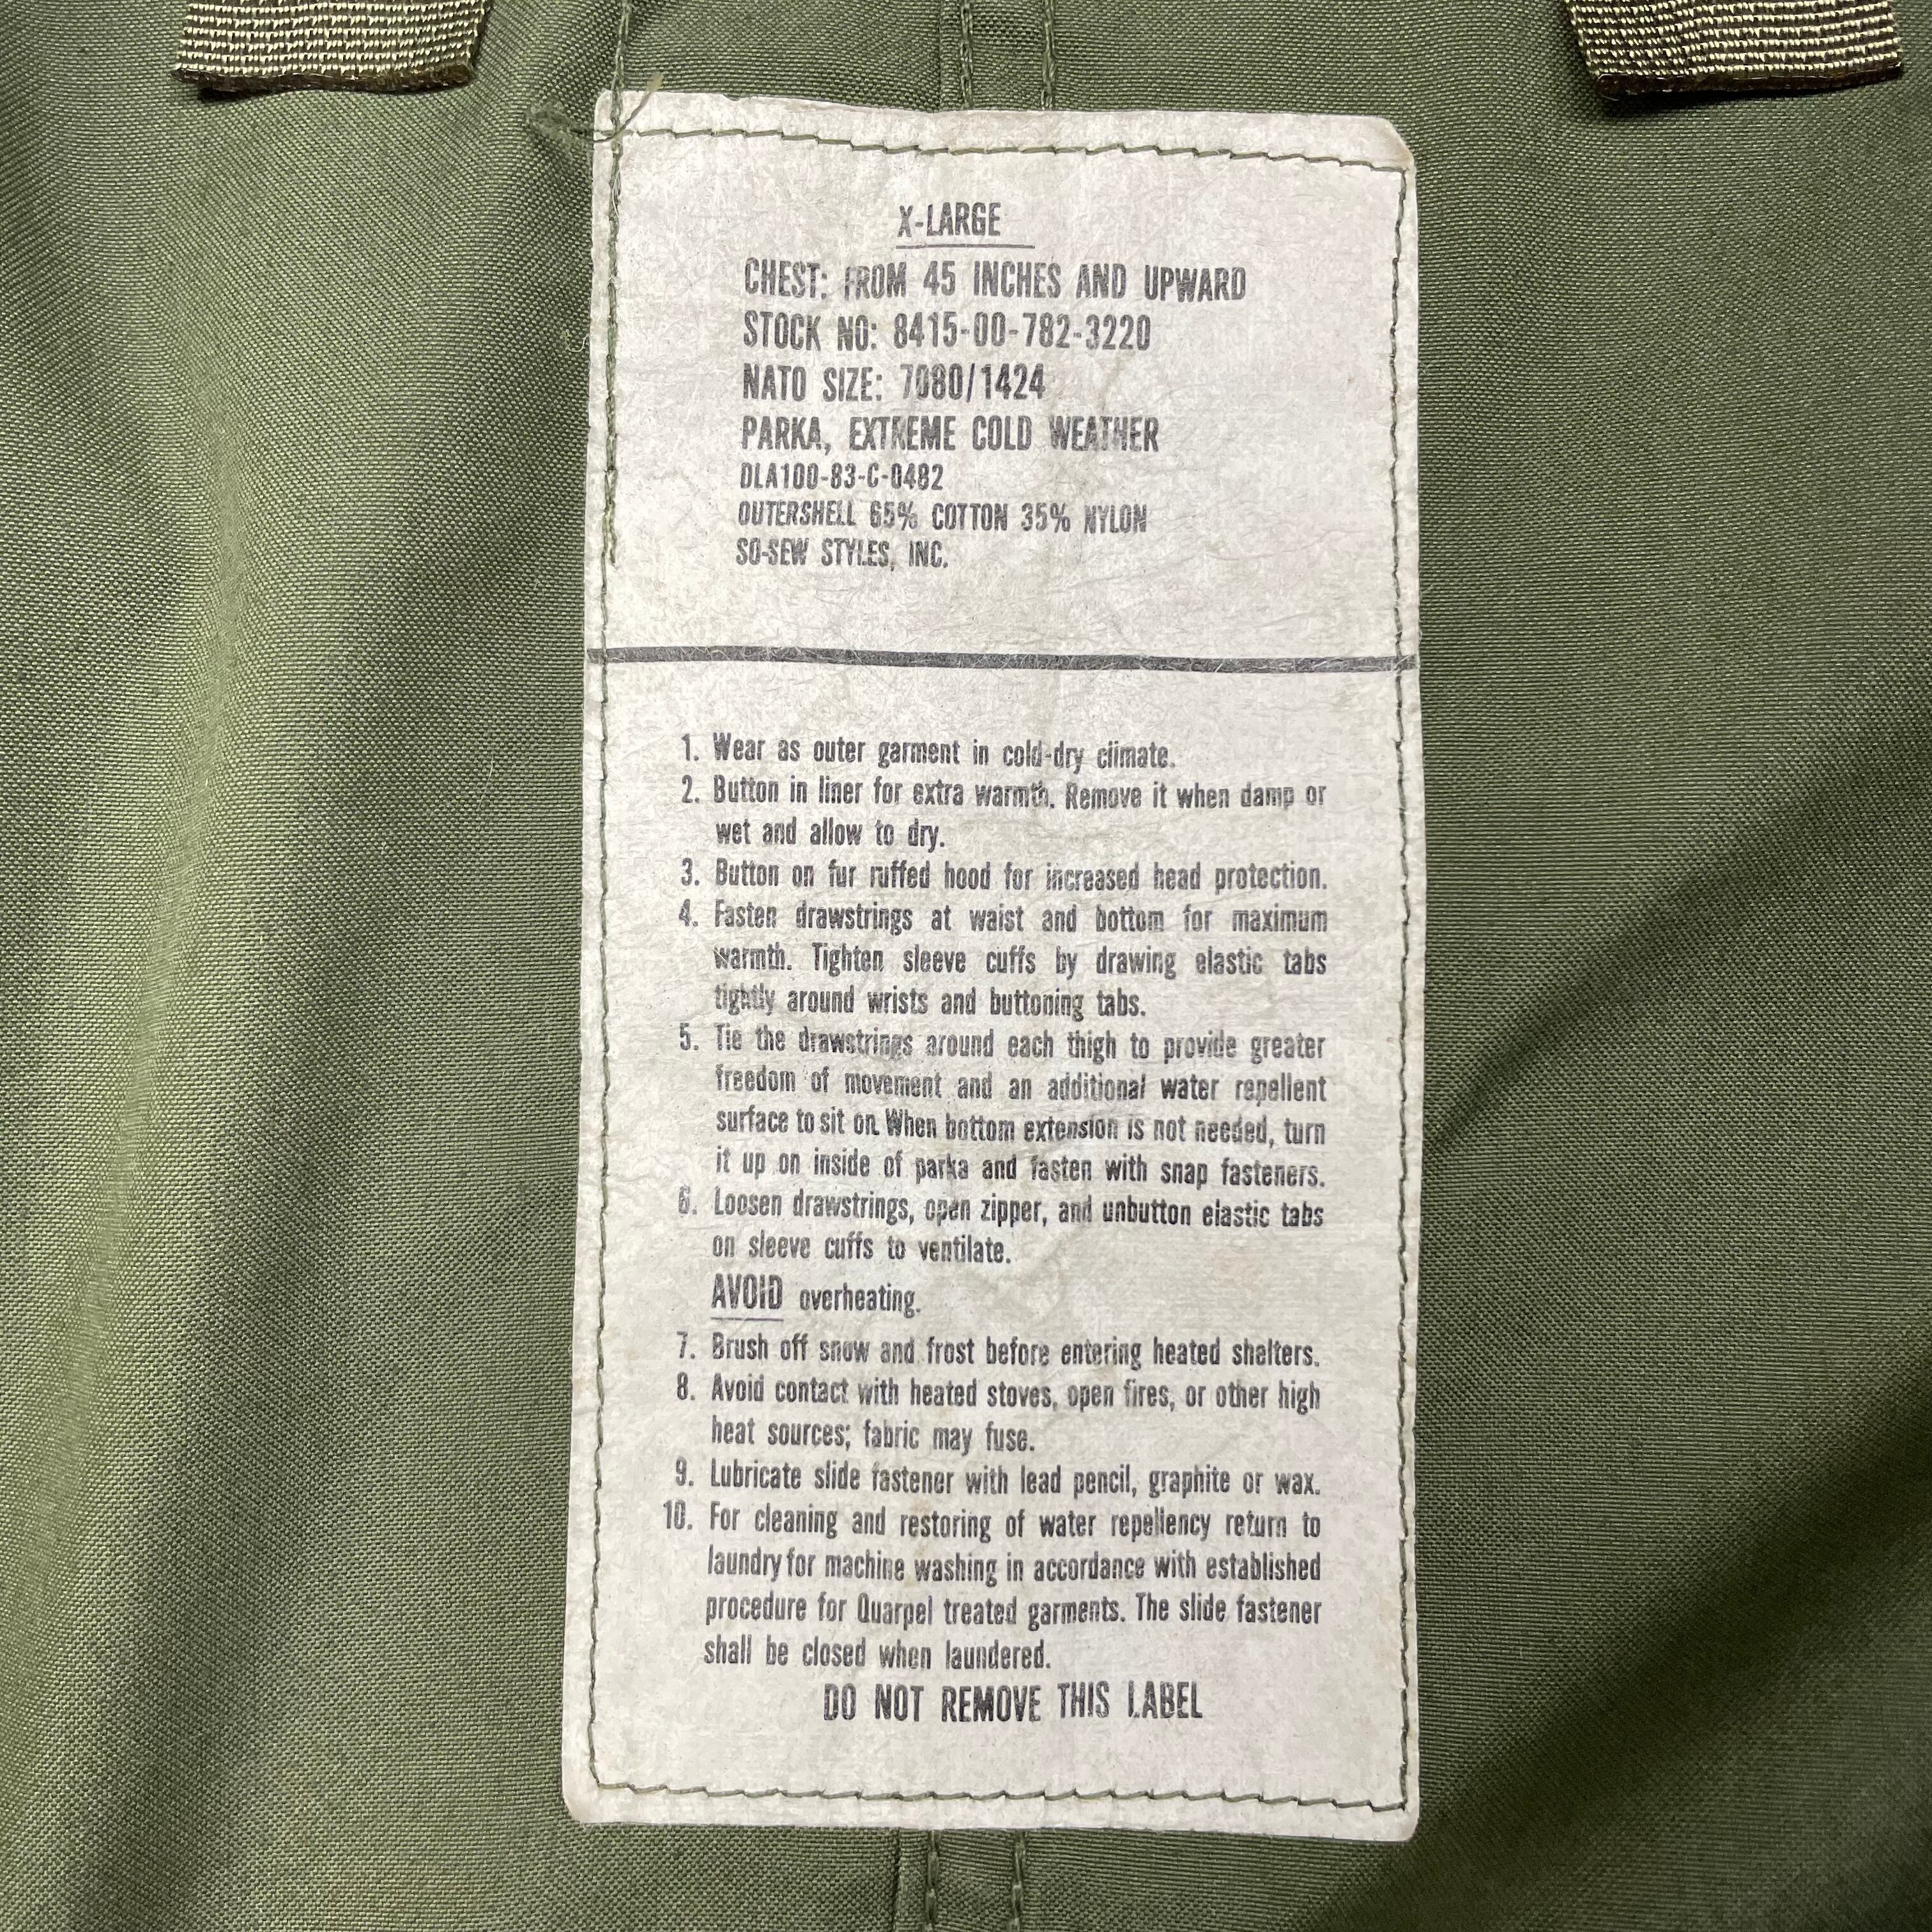 X-LARGE
CHEST: FROM 45 INCHES AND UPWARD
STOCK NO: 8415-00-782-3220
NATO SIZE: 7080/1424
PARKA, EXTREME COLD WEATHER
DLA100-83-C-0482
OUTERSHELL 65% COTTON 35% NYLON
SO-SEW STYLES, INC.
1. Wear as outer garment in cold-dry climate.
2. Button in liner for extra warmth. Remove it when damp or
wet and allow to dry.
3. Button on fur ruffed hood for increased head protection.
4. Fasten drawstrings at waist and bottom for maximum
warmth. Tighten sleeve cuffs by drawing elastic tabs
tightly around wrists and buttoning tabs.
5. Tie the drawstrings around each thigh to provide greater
freedom of movement and an additional water repellent
surface to sit on. When bottom extension is not needed, turn
it up on inside of parka and fasten with snap fasteners.
6. Loosen drawstrings, open zipper, and unbutton elastic tabs
on sleeve cuffs to ventilate.
AVOID overheating.
7. Brush off snow and frost before entering heated shelters.
8. Avoid contact with heated stoves, open fires, or other high
heat sources; fabric may fuse.
9. Lubricate slide fastener with lead pencil, graphite or wax.
10. For cleaning and restoring of water repellency return to
laundry for machine washing in accordance with established
procedure for Quarpel treated garments. The slide fastener
shall be closed when laundered.
DO NOT REMOVE THIS LABEL